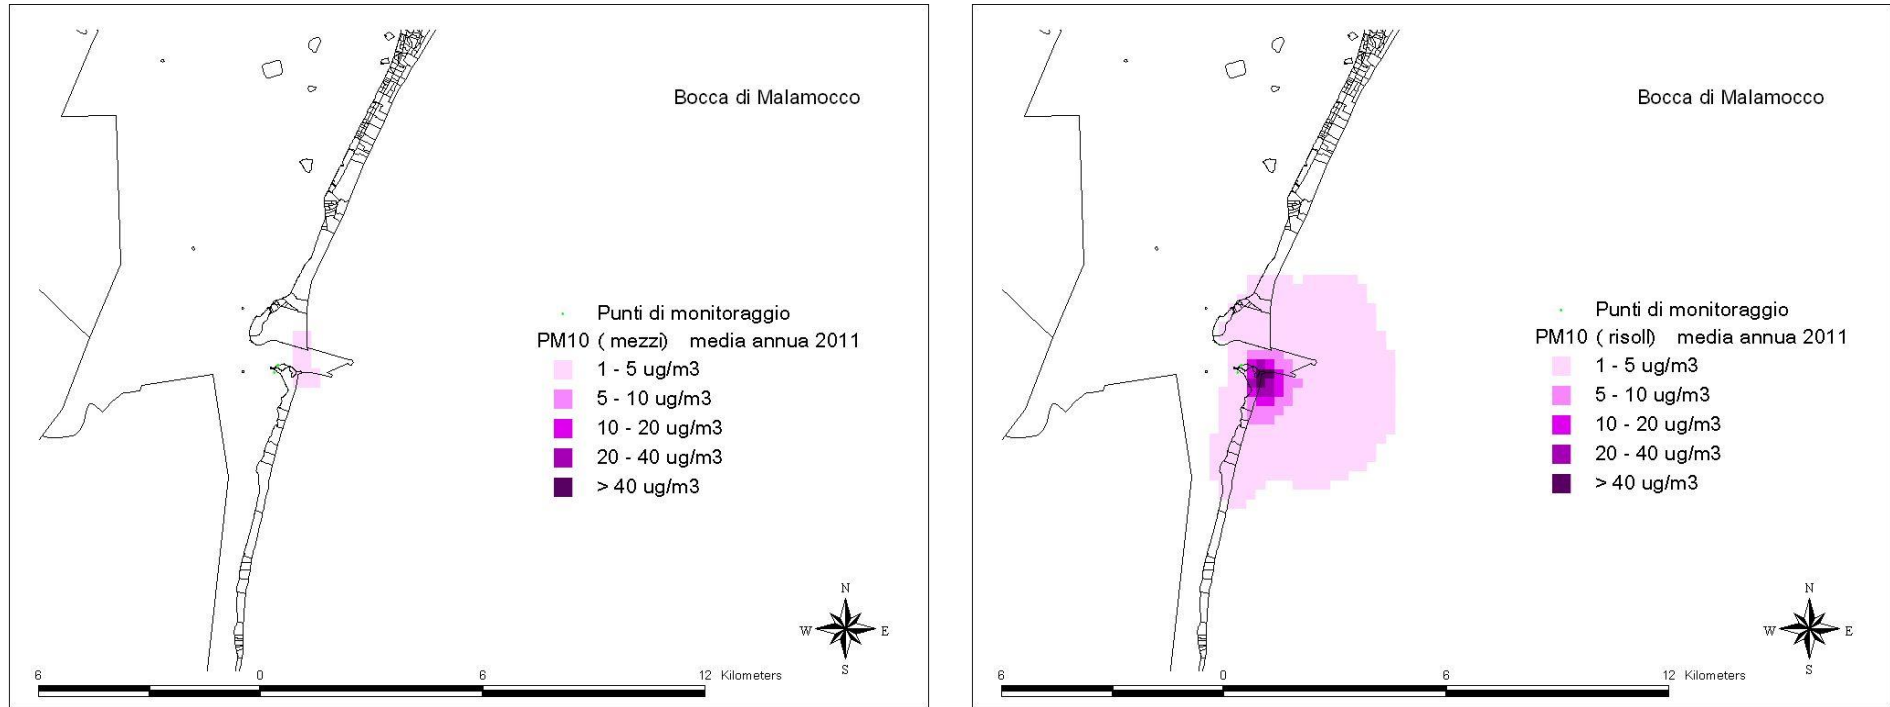 Bocca di Malamocco
Punti di monitoraggio
PM10 ( mezzi) media annua 2011
1 - 5 ug/m3
5 - 10 ug/m3
10 - 20 ug/m3
20 - 40 ug/m3
> 40 ug/m3
N
W E
S
6 0 6 12 Kilometers
Bocca di Malamocco
Punti di monitoraggio
PM10 ( risoll) media annua 2011
1 - 5 ug/m3
5 - 10 ug/m3
10 - 20 ug/m3
20 - 40 ug/m3
> 40 ug/m3
N
W E
S
6 0 6 12 Kilometers